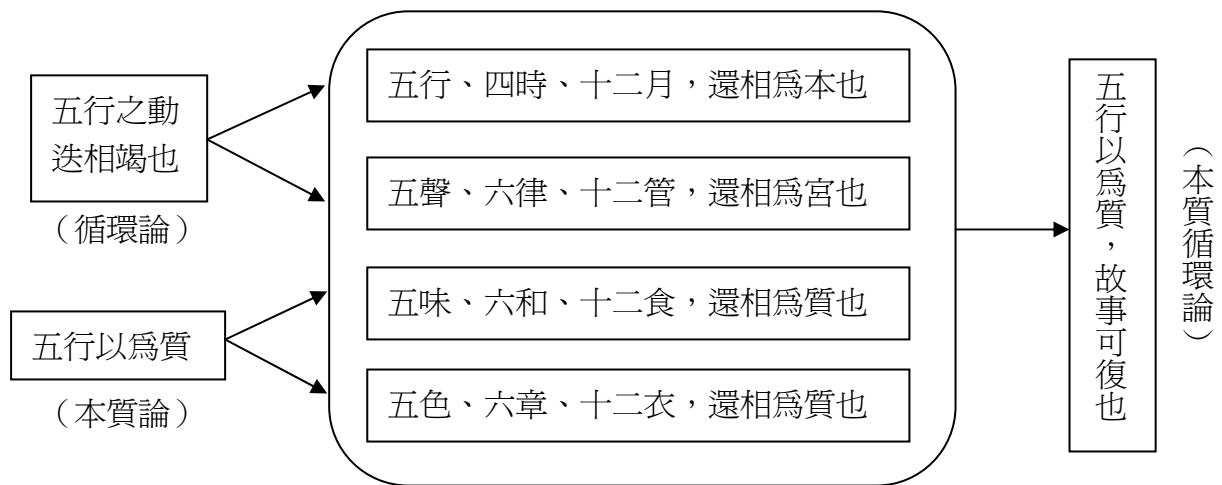 五行之動
迭相竭也
（循環論）
五行以爲質
（本質論）
五行、四時、十二月，還相爲本也
五聲、六律、十二管，還相爲宮也
五味、六和、十二食，還相爲質也
五色、六章、十二衣，還相爲質也
五行以爲質，故事可復也
（本質循環論）